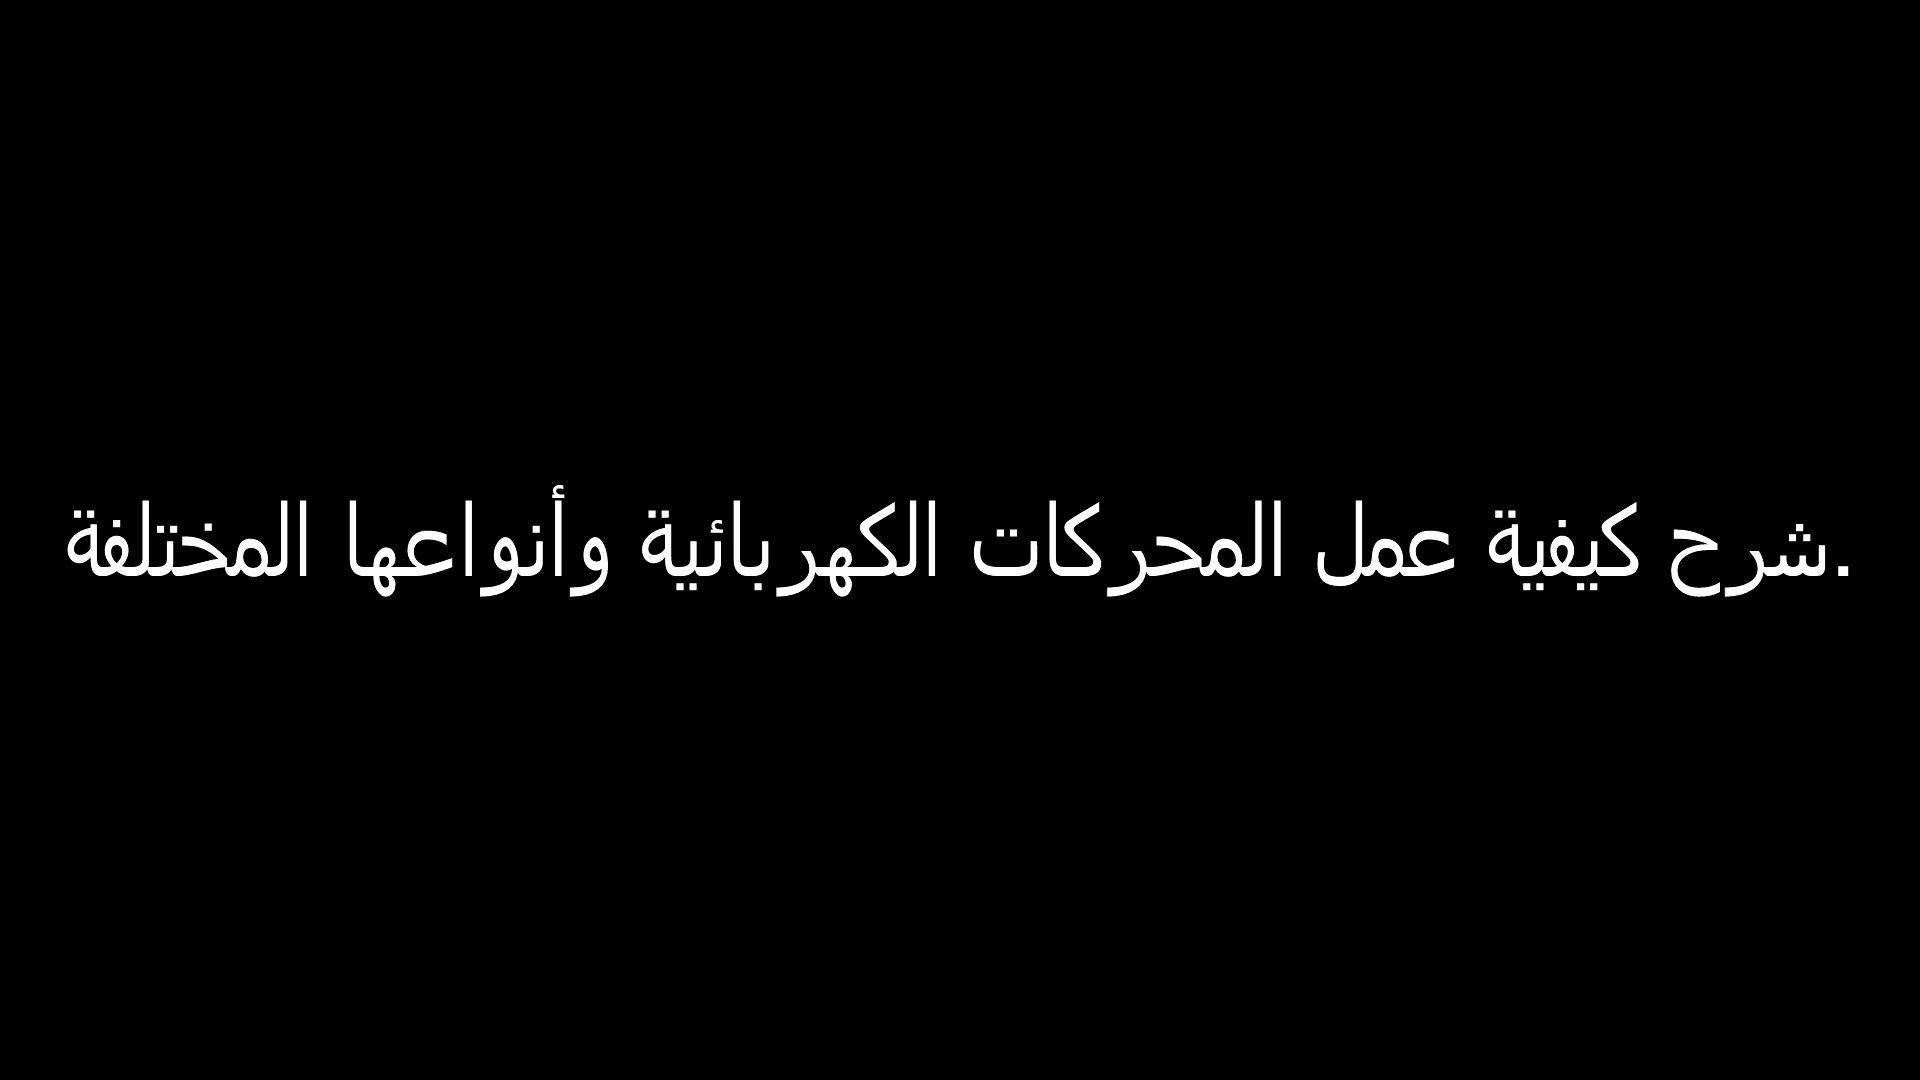 شرح كيفية عمل المحركات الكهربائية وأنواعها المختلفة.